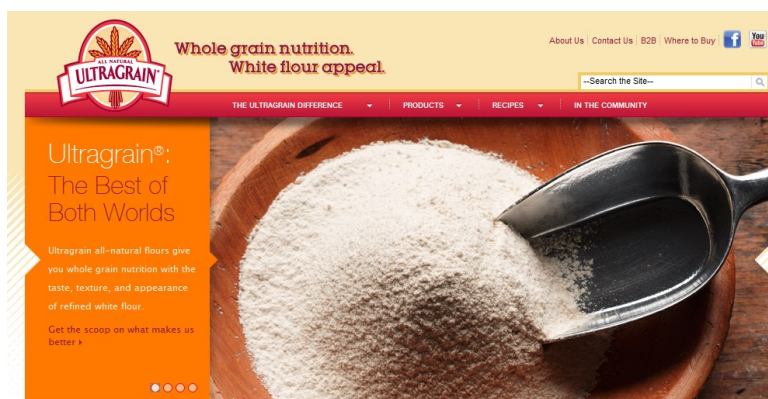 ALL NATURAL
ULTRAGRAIN®
Whole grain nutrition.
White flour appeal.
About Us | Contact Us | B2B | Where to Buy
f
You
--Search the Site--
THE ULTRAGRAIN DIFFERENCE
PRODUCTS
RECIPES
IN THE COMMUNITY
Ultragrain®:
The Best of
Both Worlds
Ultragrain all-natural flours give
you whole grain nutrition with the
taste, texture, and appearance
of refined white flour.
Get the scoop on what makes us
better